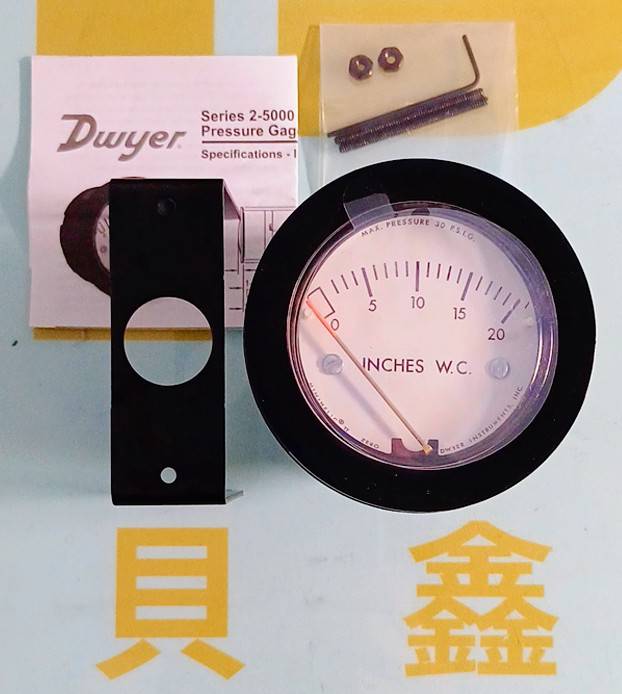 Dwyer
Series 2-5000
Pressure Gag
Specifications - I
MAX. PRESSURE 30 P.S.I.G.
0 5 10 15 20
INCHES W.C.
ZERO
DWYER INSTRUMENTS, INC.
貝 鑫